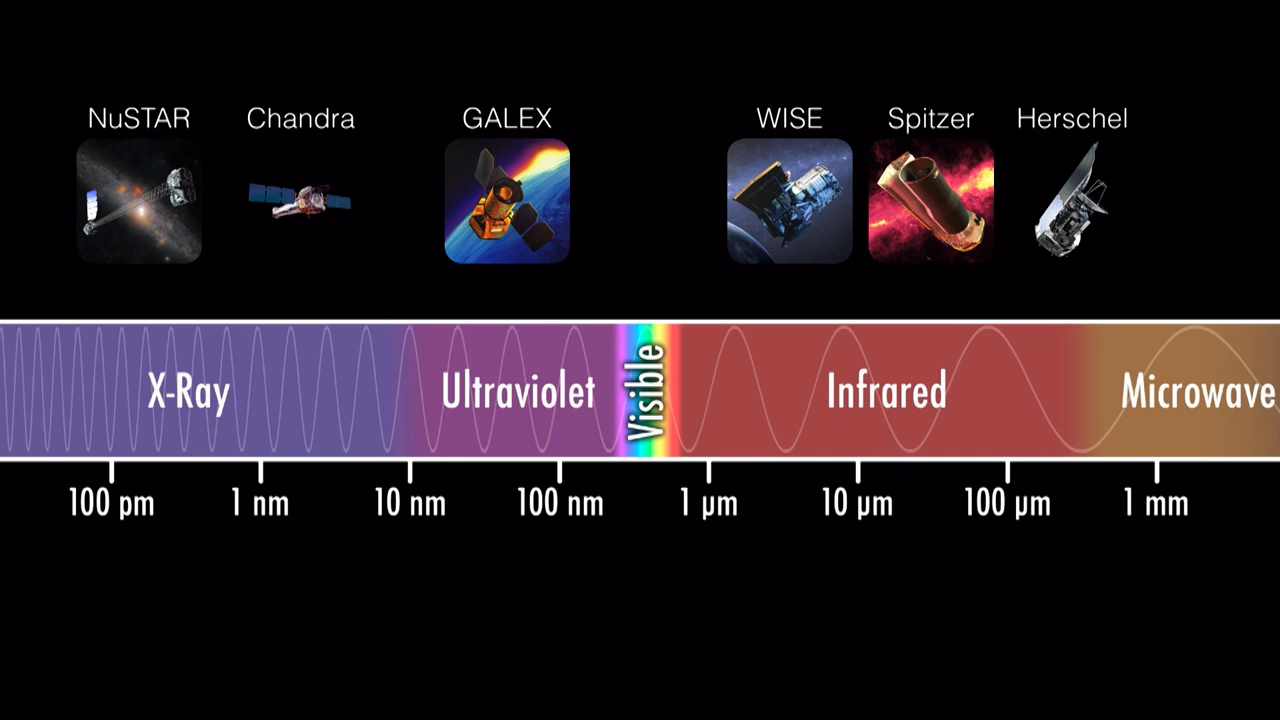 NuSTAR Chandra GALEX WISE Spitzer Herschel
X-Ray Ultraviolet Visible Infrared Microwave
100 pm 1 nm 10 nm 100 nm 1 µm 10 µm 100 µm 1 mm